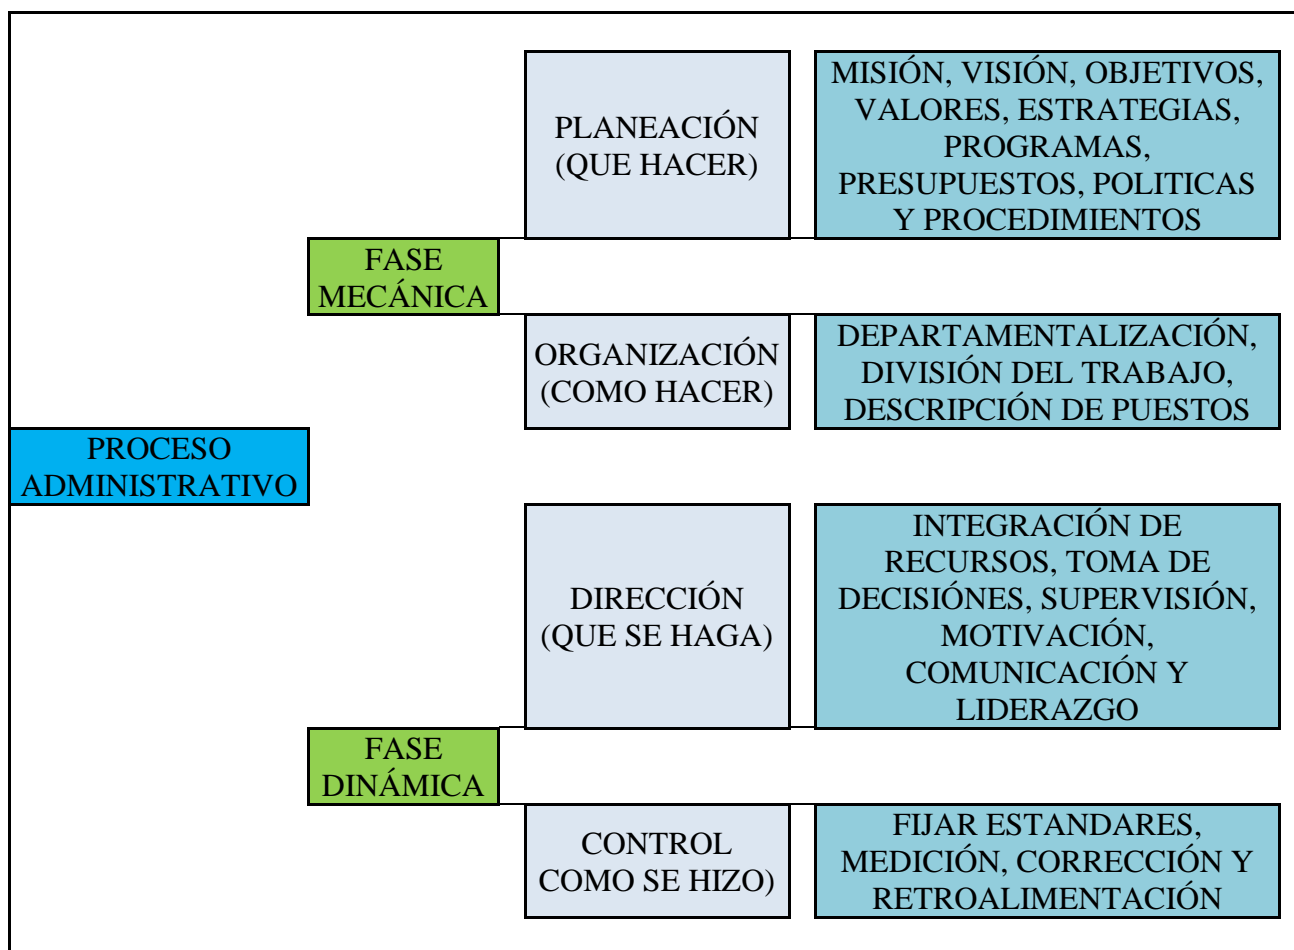 PROCESO
ADMINISTRATIVO
FASE
MECÁNICA
PLANEACIÓN
(QUE HACER)
MISIÓN, VISIÓN, OBJETIVOS,
VALORES, ESTRATEGIAS,
PROGRAMAS,
PRESUPUESTOS, POLITICAS
Y PROCEDIMIENTOS
ORGANIZACIÓN
(COMO HACER)
DEPARTAMENTALIZACIÓN,
DIVISIÓN DEL TRABAJO,
DESCRIPCIÓN DE PUESTOS
FASE
DINÁMICA
DIRECCIÓN
(QUE SE HAGA)
INTEGRACIÓN DE
RECURSOS, TOMA DE
DECISIÓNES, SUPERVISIÓN,
MOTIVACIÓN,
COMUNICACIÓN Y
LIDERAZGO
CONTROL
COMO SE HIZO)
FIJAR ESTANDARES,
MEDICIÓN, CORRECCIÓN Y
RETROALIMENTACIÓN